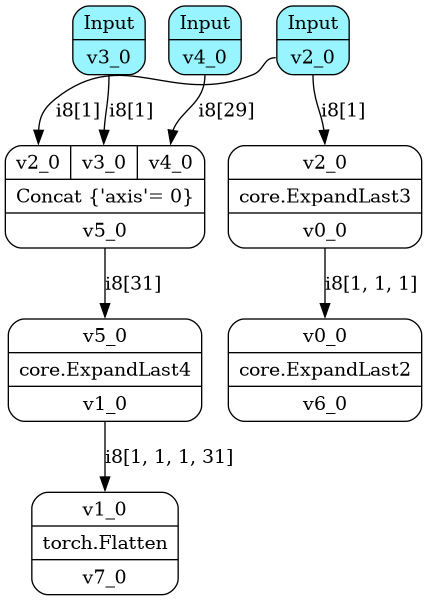 Input Input Input
v3_0 v4_0 v2_0
i8[1] i8[1] i8[29] i8[1]
v2_0 v3_0 v4_0 v2_0
Concat {'axis'= 0} core.ExpandLast3
v5_0 v0_0
i8[31] i8[1, 1, 1]
v5_0 v0_0
core.ExpandLast4 core.ExpandLast2
v1_0 v6_0
i8[1, 1, 1, 31]
v1_0
torch.Flatten
v7_0